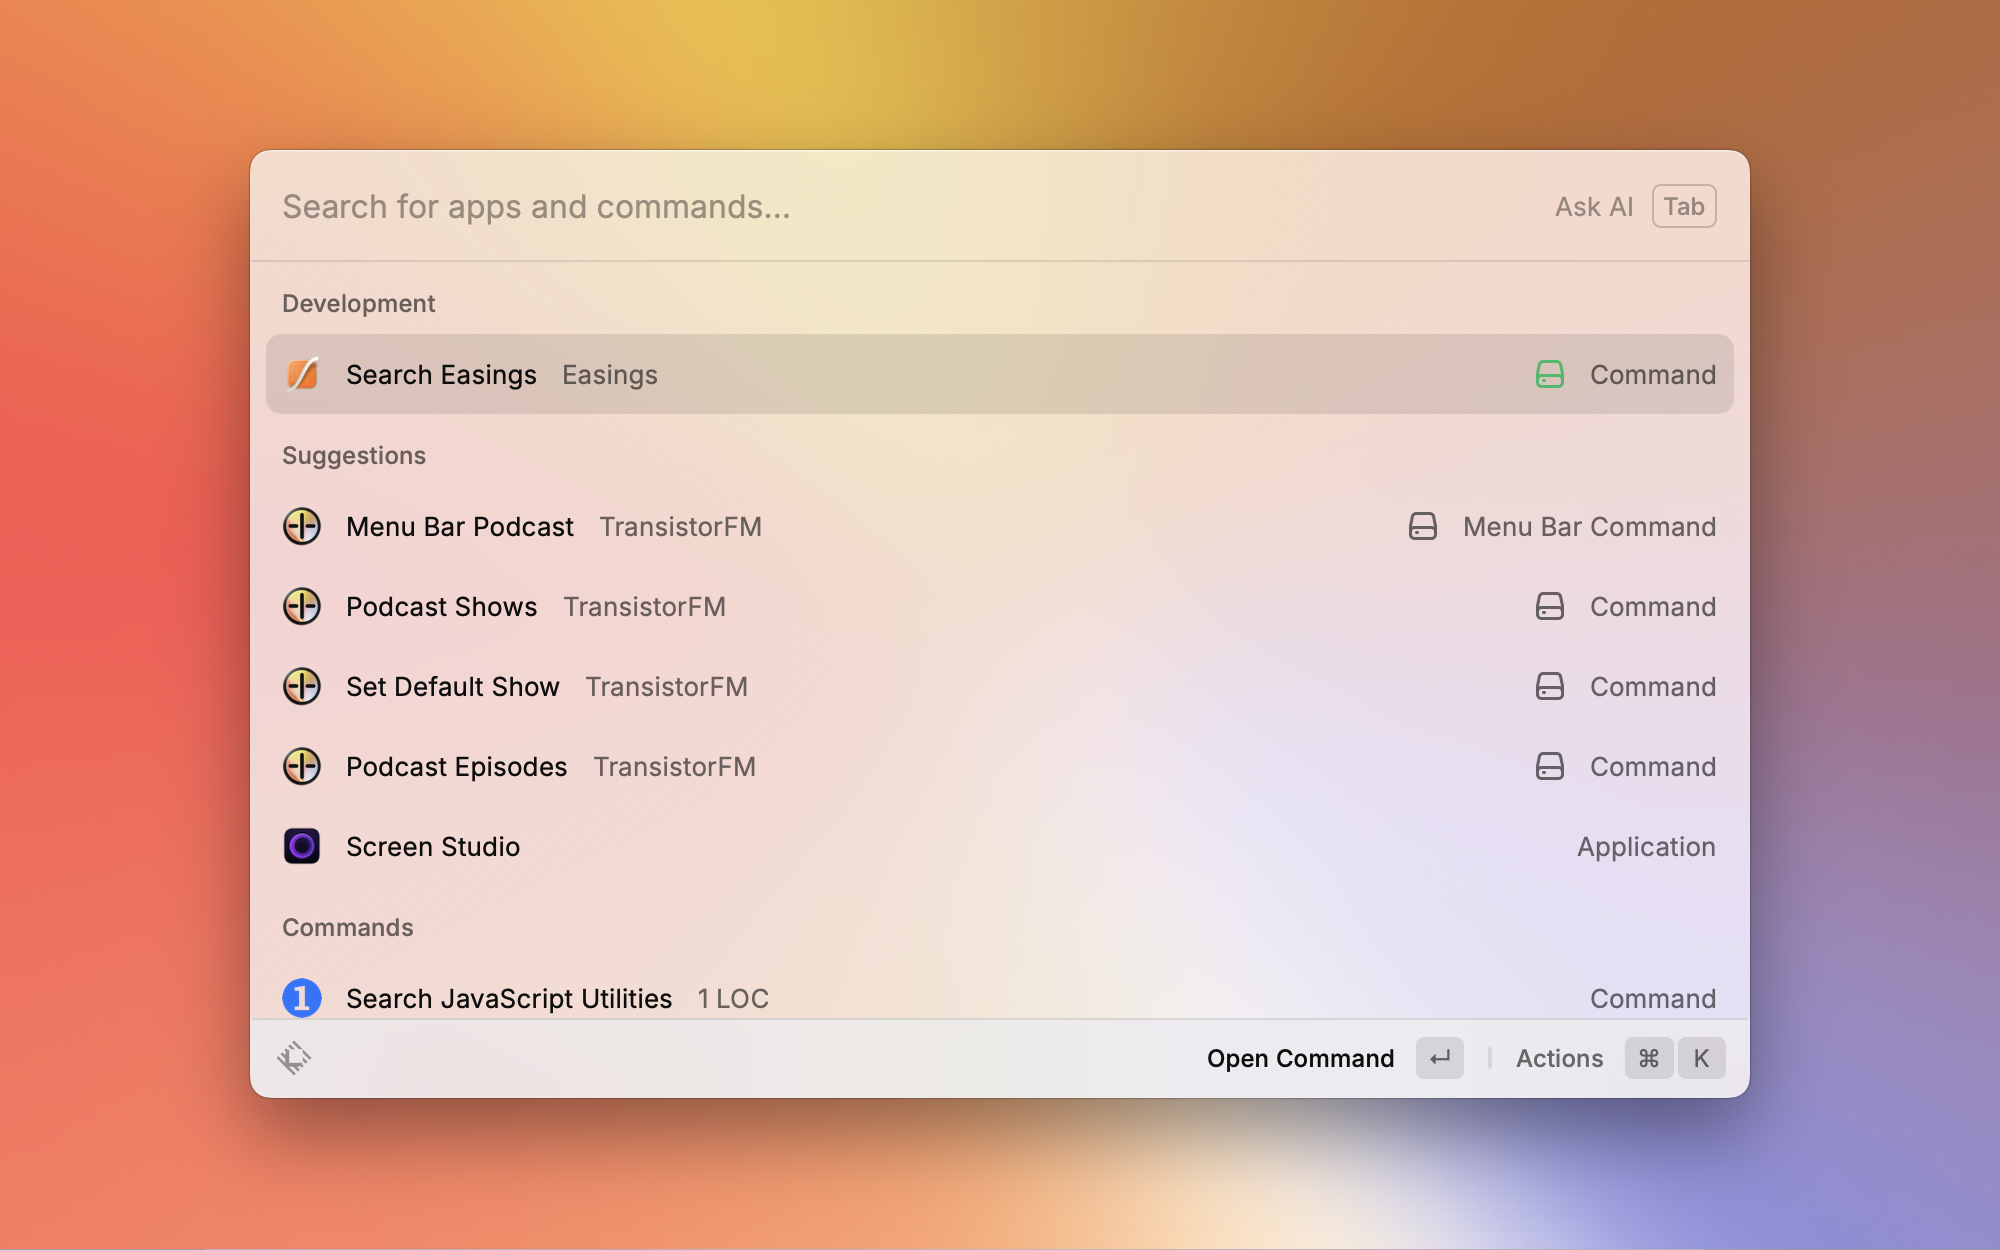 Search for apps and commands...
Ask AI Tab
Development
Search Easings Easings Command
Suggestions
Menu Bar Podcast TransistorFM Menu Bar Command
Podcast Shows TransistorFM Command
Set Default Show TransistorFM Command
Podcast Episodes TransistorFM Command
Screen Studio Application
Commands
1 Search JavaScript Utilities 1 LOC Command
Open Command ↵ Actions ⌘ K